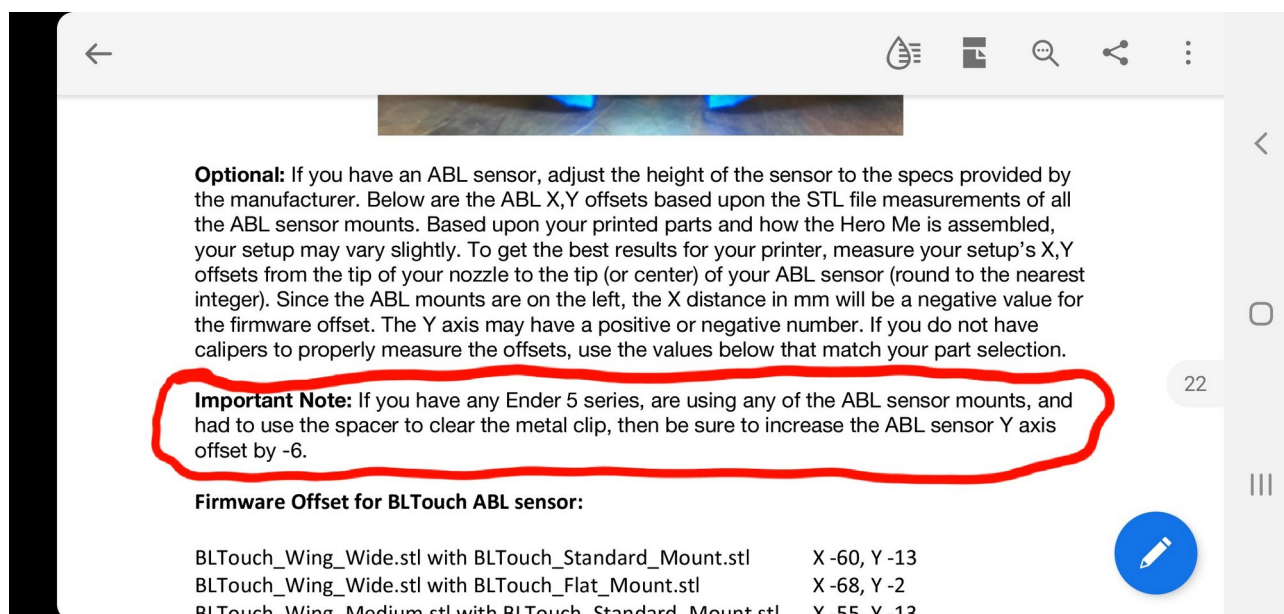 Optional: If you have an ABL sensor, adjust the height of the sensor to the specs provided by
the manufacturer. Below are the ABL X,Y offsets based upon the STL file measurements of all
the ABL sensor mounts. Based upon your printed parts and how the Hero Me is assembled,
your setup may vary slightly. To get the best results for your printer, measure your setup's X,Y
offsets from the tip of your nozzle to the tip (or center) of your ABL sensor (round to the nearest
integer). Since the ABL mounts are on the left, the X distance in mm will be a negative value for
the firmware offset. The Y axis may have a positive or negative number. If you do not have
calipers to properly measure the offsets, use the values below that match your part selection.
22
Important Note: If you have any Ender 5 series, are using any of the ABL sensor mounts, and
had to use the spacer to clear the metal clip, then be sure to increase the ABL sensor Y axis
offset by -6.
Firmware Offset for BLTouch ABL sensor:
BLTouch_Wing_Wide.stl with BLTouch_Standard_Mount.stl X -60, Y -13
BLTouch_Wing_Wide.stl with BLTouch_Flat_Mount.stl X -68, Y -2
BLTouch_Wing_Medium.stl with BLTouch_Standard_Mount.stl X -55, Y -13